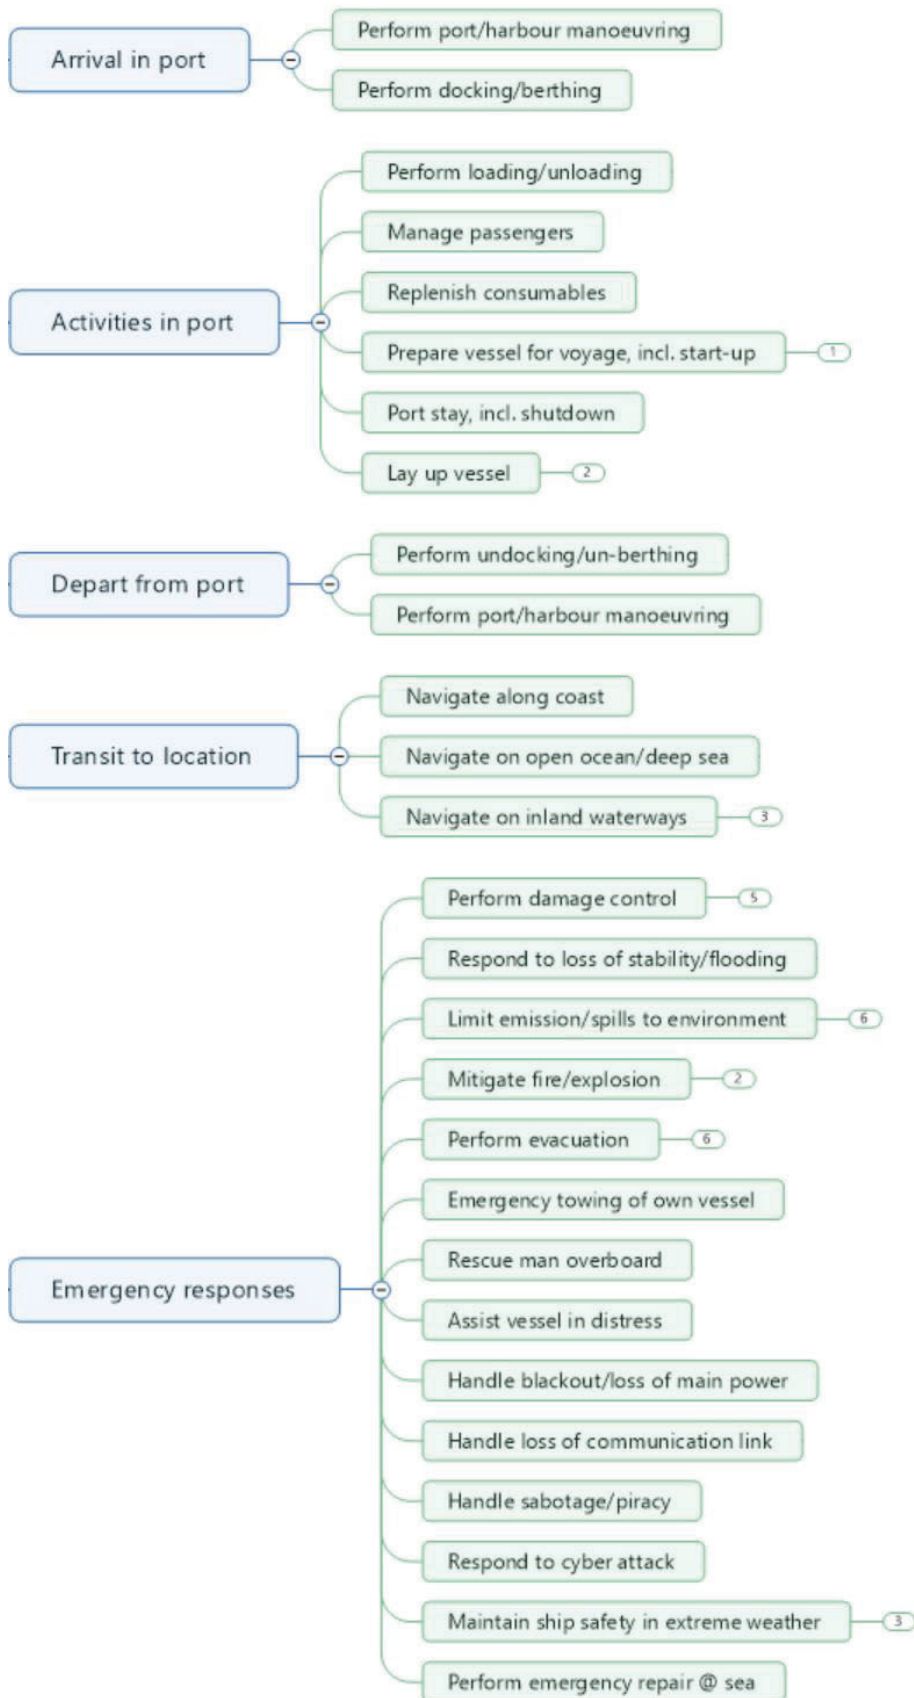 Arrival in port
Perform port/harbour manoeuvring
Perform docking/berthing
Activities in port
Perform loading/unloading
Manage passengers
Replenish consumables
Prepare vessel for voyage, incl. start-up
1
Port stay, incl. shutdown
Lay up vessel
2
Depart from port
Perform undocking/un-berthing
Perform port/harbour manoeuvring
Transit to location
Navigate along coast
Navigate on open ocean/deep sea
Navigate on inland waterways
3
Emergency responses
Perform damage control
5
Respond to loss of stability/flooding
Limit emission/spills to environment
6
Mitigate fire/explosion
2
Perform evacuation
6
Emergency towing of own vessel
Rescue man overboard
Assist vessel in distress
Handle blackout/loss of main power
Handle loss of communication link
Handle sabotage/piracy
Respond to cyber attack
Maintain ship safety in extreme weather
3
Perform emergency repair @ sea